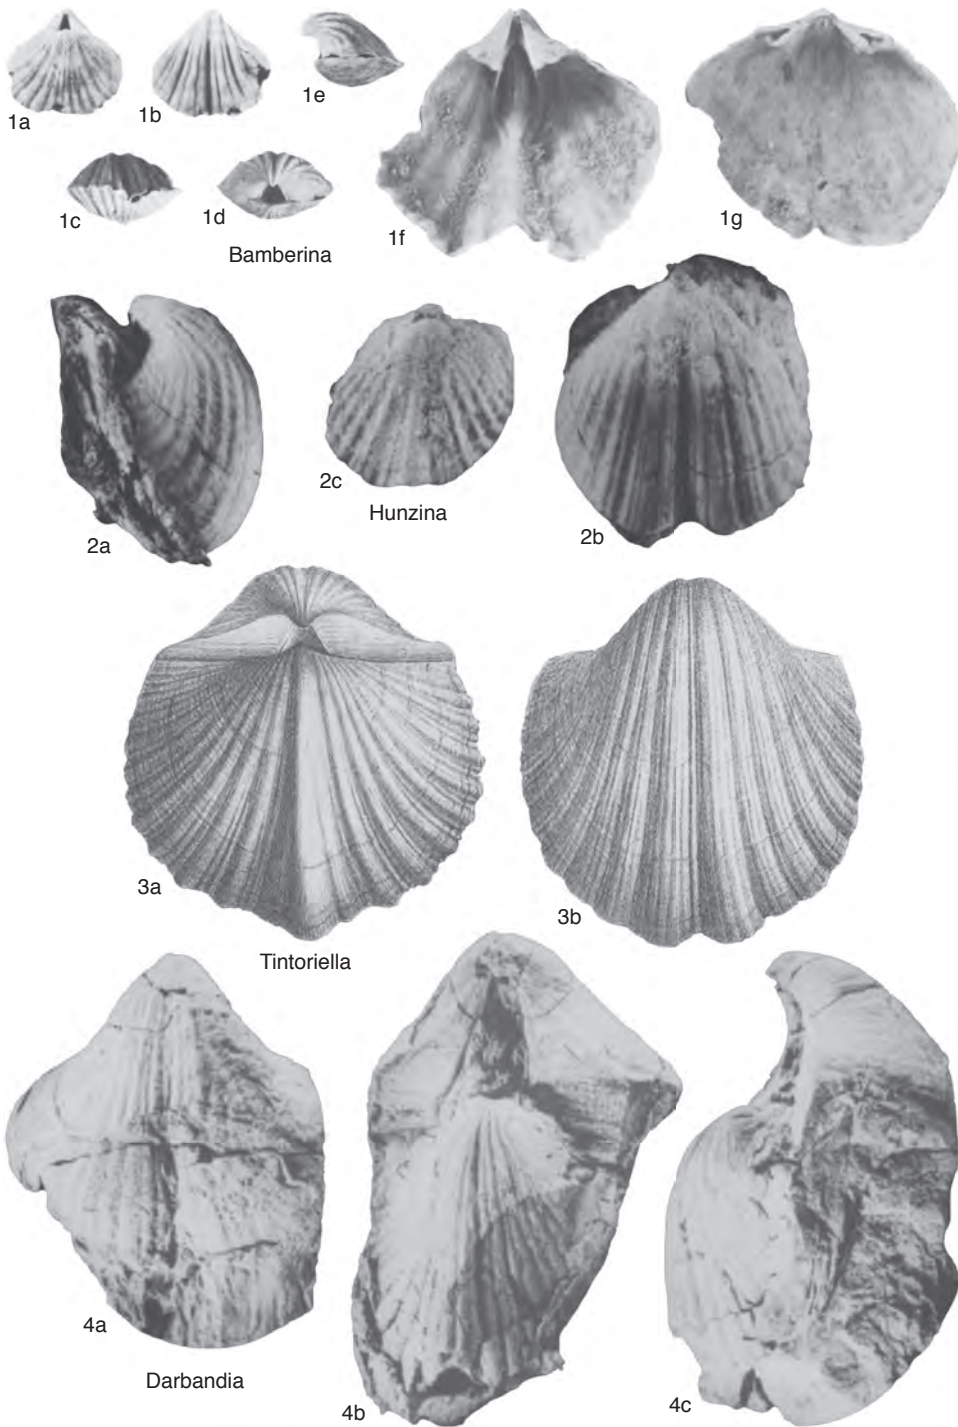 1a
1b
1e
1c
1d
1f
1g
Bamberina
2a
2c
2b
Hunzina
3a
3b
Tintoriella
4a
4b
4c
Darbandia